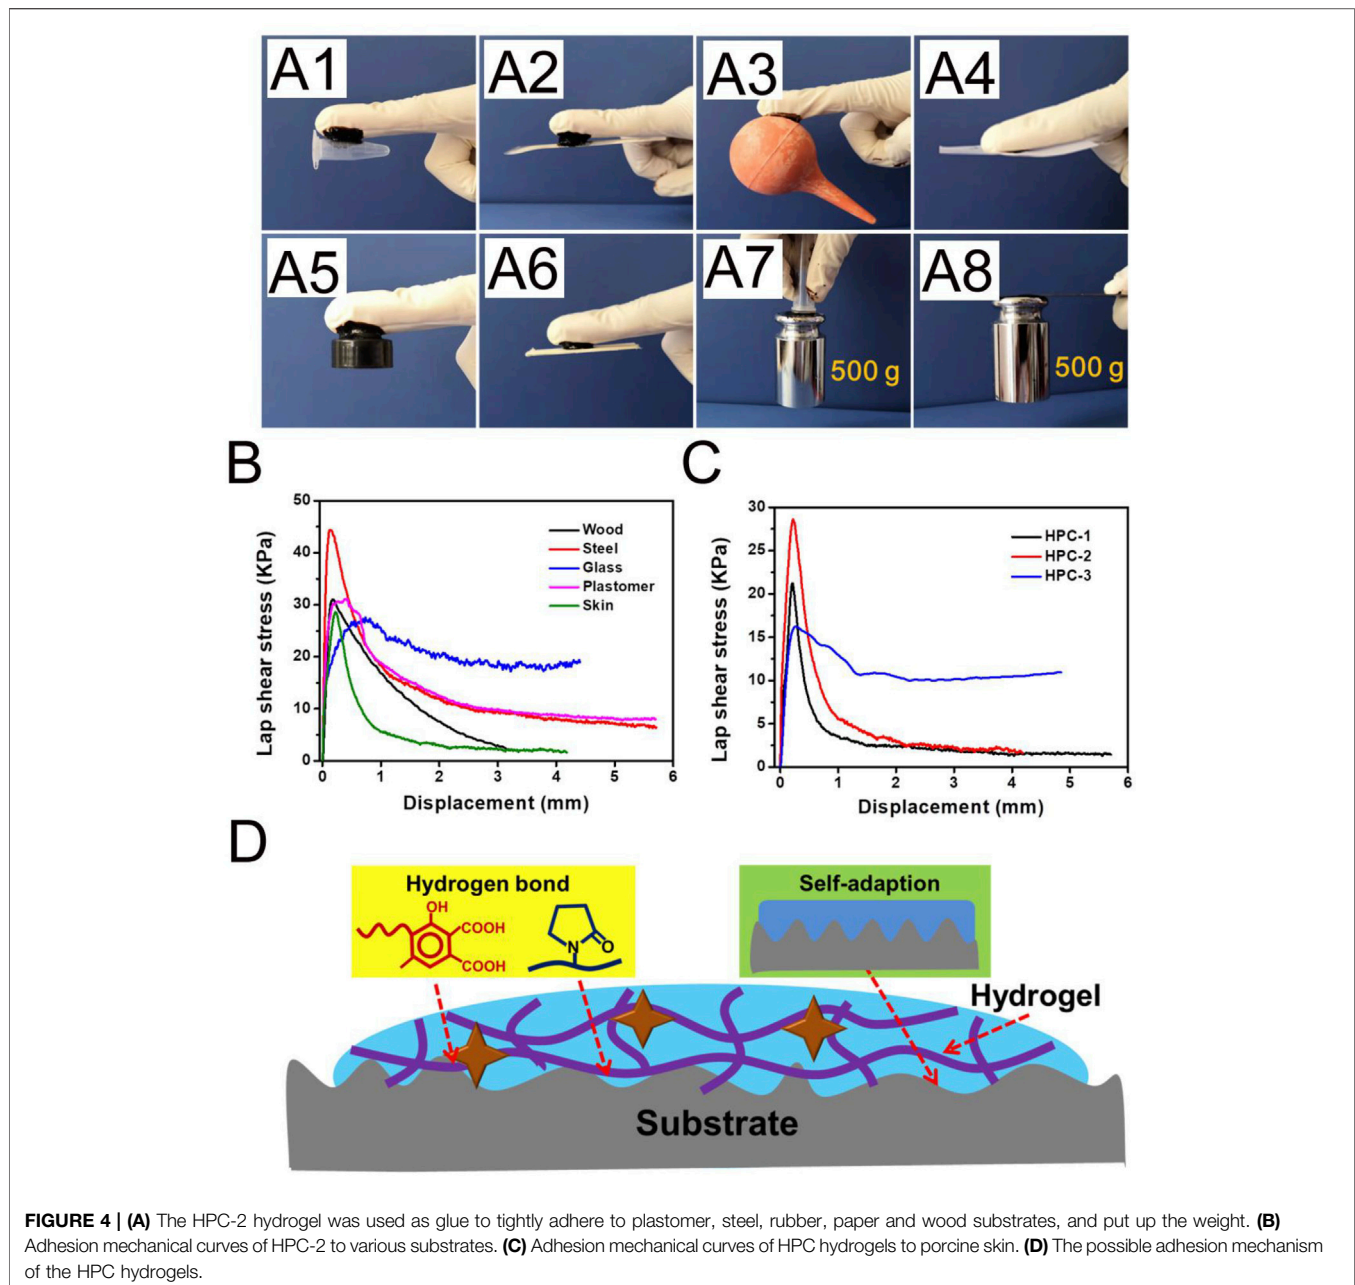 A1
A2
A3
A4
A5
A6
A7
A8
500 g
500 g
B
Lap shear stress (KPa)
50
40
30
20
10
0
0 1 2 3 4 5 6
Displacement (mm)
Wood
Steel
Glass
Plastomer
Skin
C
Lap shear stress (KPa)
30
25
20
15
10
5
0
0 1 2 3 4 5 6
Displacement (mm)
HPC-1
HPC-2
HPC-3
D
Hydrogen bond
OH
COOH
COOH
N
O
Self-adaption
Hydrogel
Substrate
FIGURE 4 | (A) The HPC-2 hydrogel was used as glue to tightly adhere to plastomer, steel, rubber, paper and wood substrates, and put up the weight. (B)
Adhesion mechanical curves of HPC-2 to various substrates. (C) Adhesion mechanical curves of HPC hydrogels to porcine skin. (D) The possible adhesion mechanism
of the HPC hydrogels.